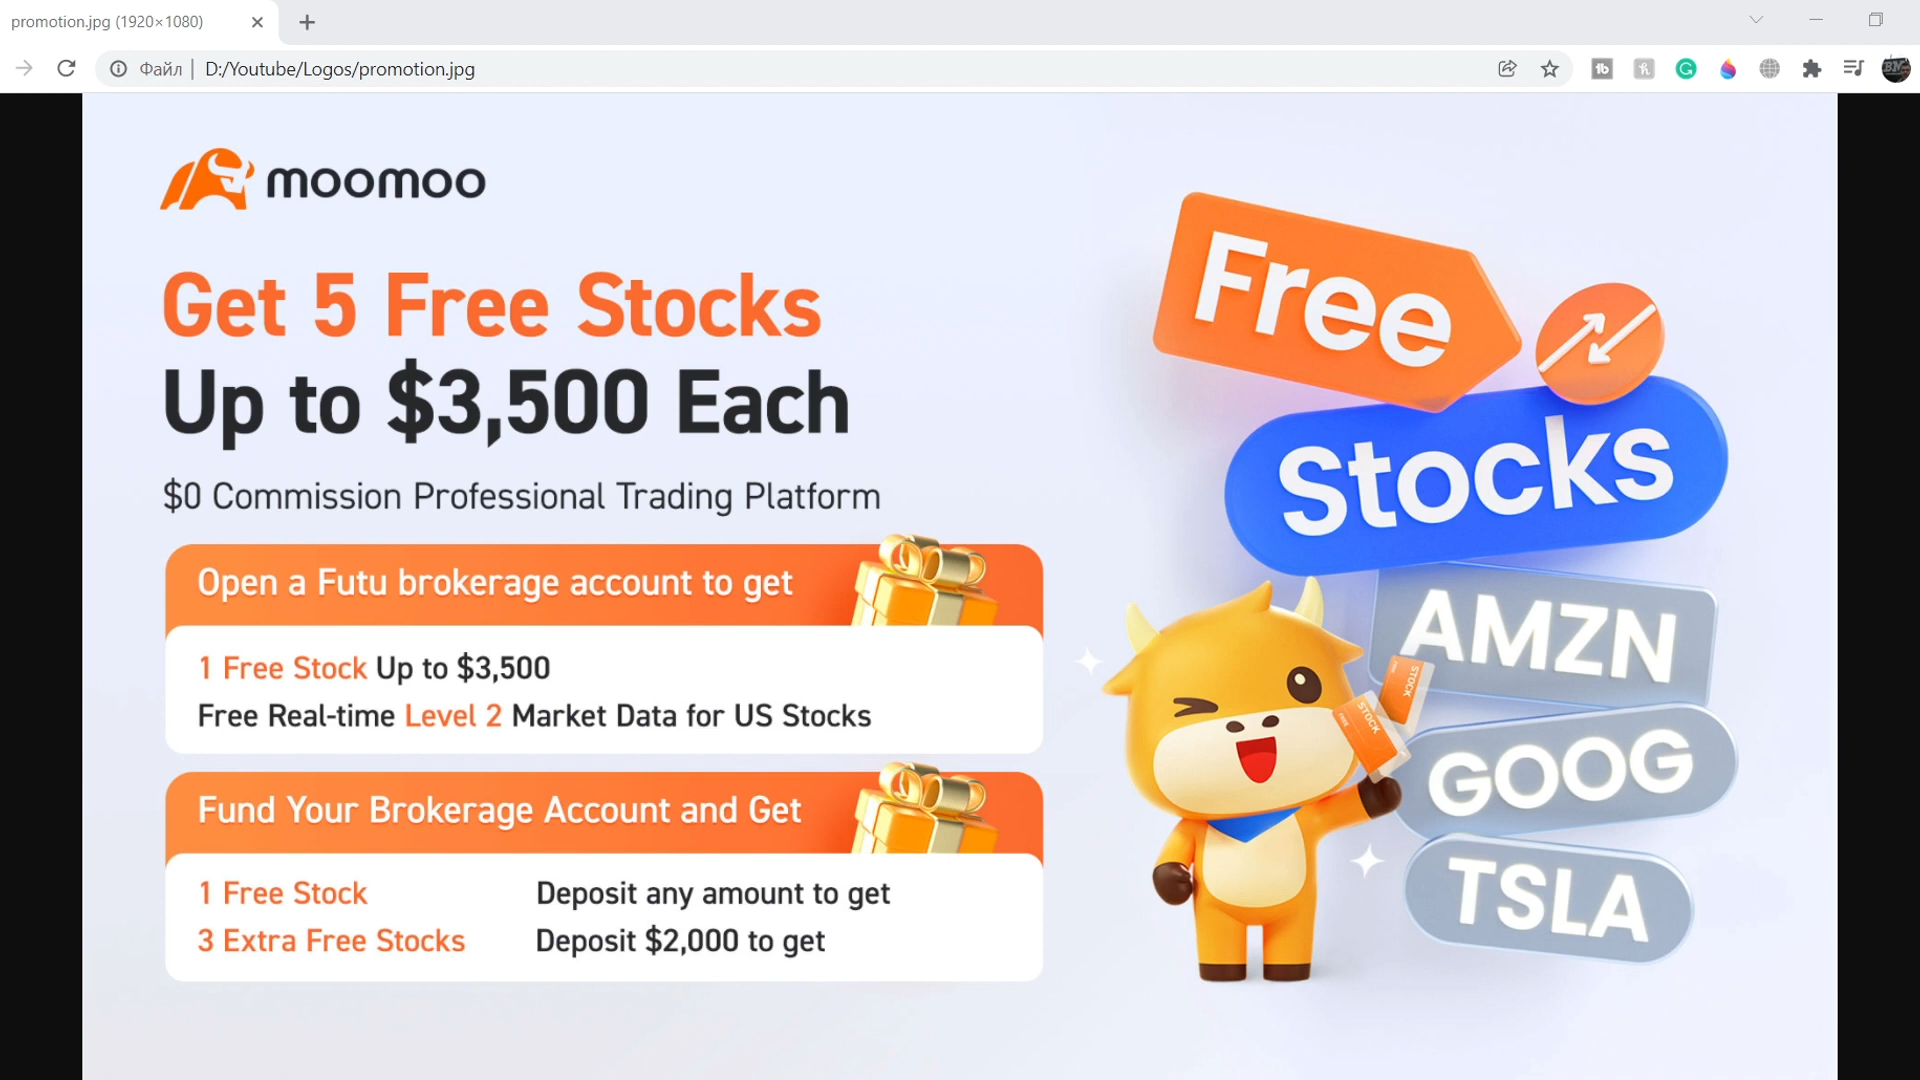 promotion.jpg (1920×1080)
Файл
D:/Youtube/Logos/promotion.jpg
moomoo
Get 5 Free Stocks
Up to $3,500 Each
$0 Commission Professional Trading Platform
Open a Futu brokerage account to get
1 Free Stock Up to $3,500
Free Real-time Level 2 Market Data for US Stocks
Fund Your Brokerage Account and Get
1 Free Stock Deposit any amount to get
3 Extra Free Stocks Deposit $2,000 to get
Free
Stocks
AMZN
GOOG
TSLA
STOCK
STOCK
FREE